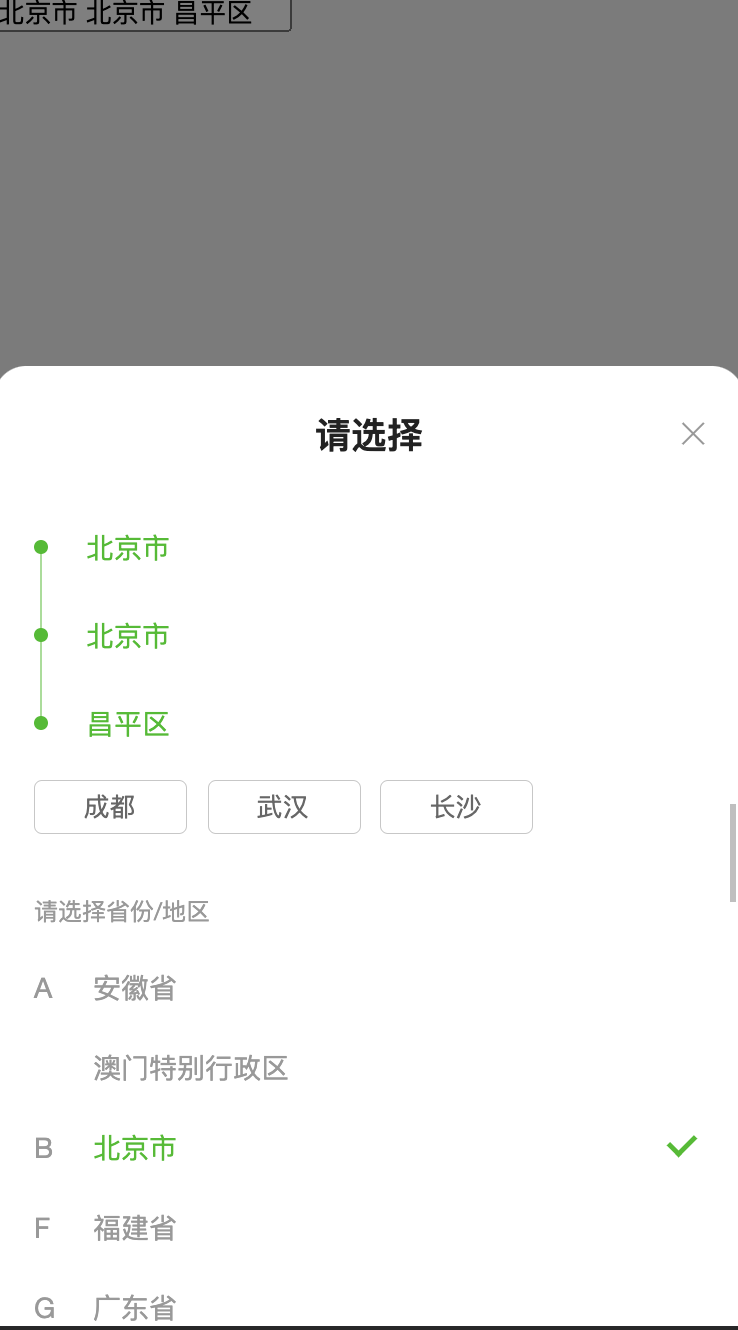 北京市 北京市 昌平区
请选择
北京市
北京市
昌平区
成都 武汉 长沙
请选择省份/地区
A 安徽省
澳门特别行政区
B 北京市
F 福建省
G 广东省